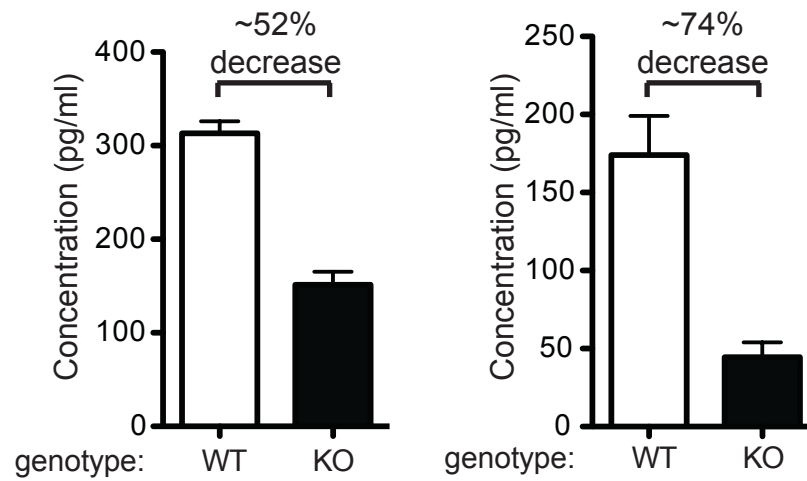 ~52%
decrease
Concentration (pg/ml)
400
300
200
100
0
genotype: WT KO
~74%
decrease
Concentration (pg/ml)
250
200
150
100
50
0
genotype: WT KO